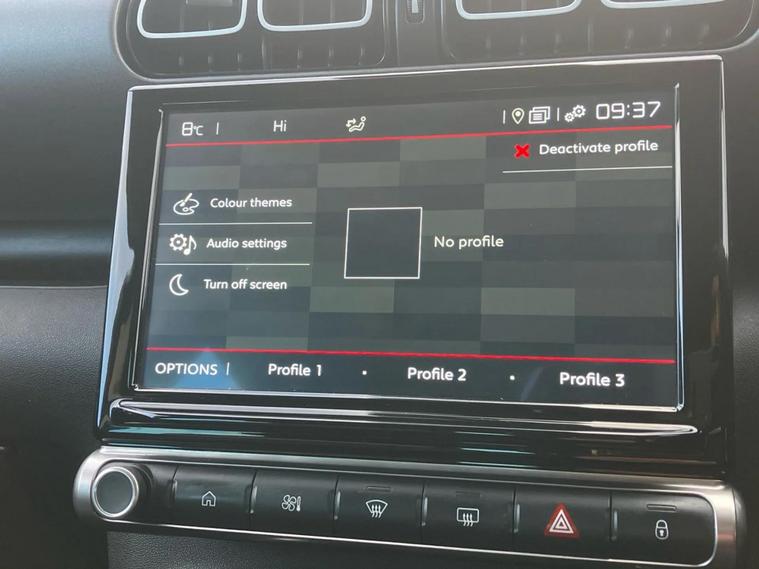 8°C | Hi | | 09:37
Deactivate profile
Colour themes
Audio settings
No profile
Turn off screen
OPTIONS | Profile 1 • Profile 2 • Profile 3